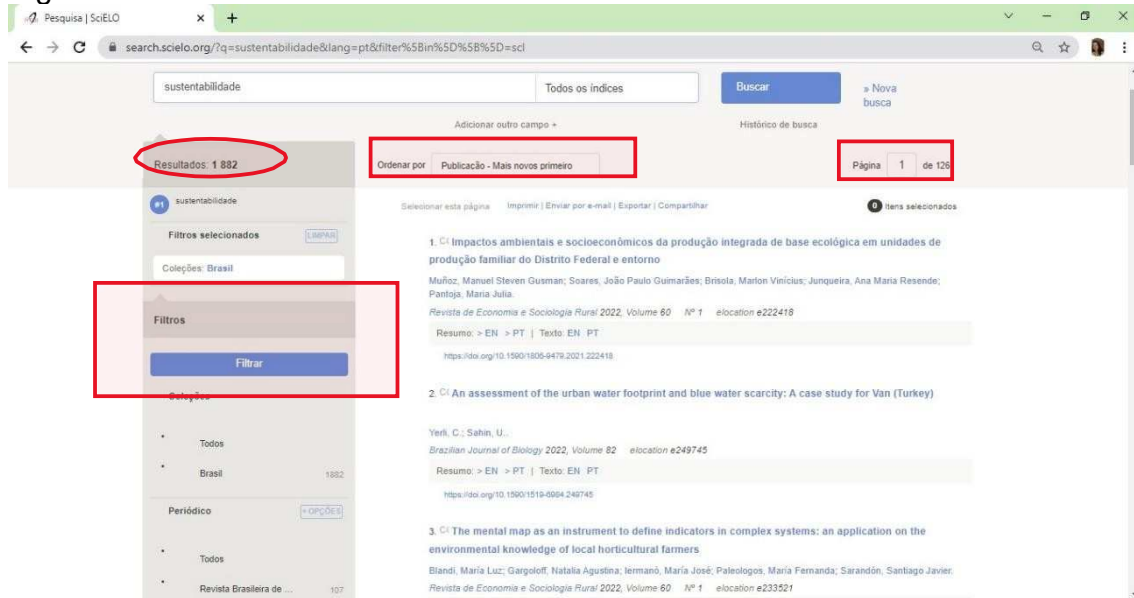 Pesquisa | SciELO
search.scielo.org/?q=sustentabilidade&lang=pt&filter%5Bin%5D%5B%5D=scl
sustentabilidade Todos os índices Buscar » Nova
busca
Adicionar outro campo + Histórico de busca
Resultados: 1 882 Ordenar por Publicação - Mais novos primeiro Página 1 de 126
#1 sustentabilidade
Selecionar esta página Imprimir | Enviar por e-mail | Exportar | Compartilhar 0 Itens selecionados
Filtros selecionados LIMPAR
Coleções: Brasil
Filtros
Filtrar
Coleções
Todos
Brasil 1882
Periódico + OPÇÕES
Todos
Revista Brasileira de ... 107
1. Impactos ambientais e socioeconômicos da produção integrada de base ecológica em unidades de
produção familiar do Distrito Federal e entorno
Muñoz, Manuel Steven Gusman; Soares, João Paulo Guimarães; Brisola, Marlon Vinícius; Junqueira, Ana Maria Resende;
Pantoja, Maria Julia.
Revista de Economia e Sociologia Rural 2022, Volume 60 Nº 1 elocation e222418
Resumo: > EN > PT | Texto: EN PT
https://doi.org/10.1590/1806-9479.2021.222418
2. An assessment of the urban water footprint and blue water scarcity: A case study for Van (Turkey)
Yerli, C.; Sahin, U..
Brazilian Journal of Biology 2022, Volume 82 elocation e249745
Resumo: > EN > PT | Texto: EN PT
https://doi.org/10.1590/1519-6984.249745
3. The mental map as an instrument to define indicators in complex systems: an application on the
environmental knowledge of local horticultural farmers
Blandi, María Luz; Gargoloff, Natalia Agustina; Iermanó, María José; Paleologos, María Fernanda; Sarandón, Santiago Javier.
Revista de Economia e Sociologia Rural 2022, Volume 60 Nº 1 elocation e233521